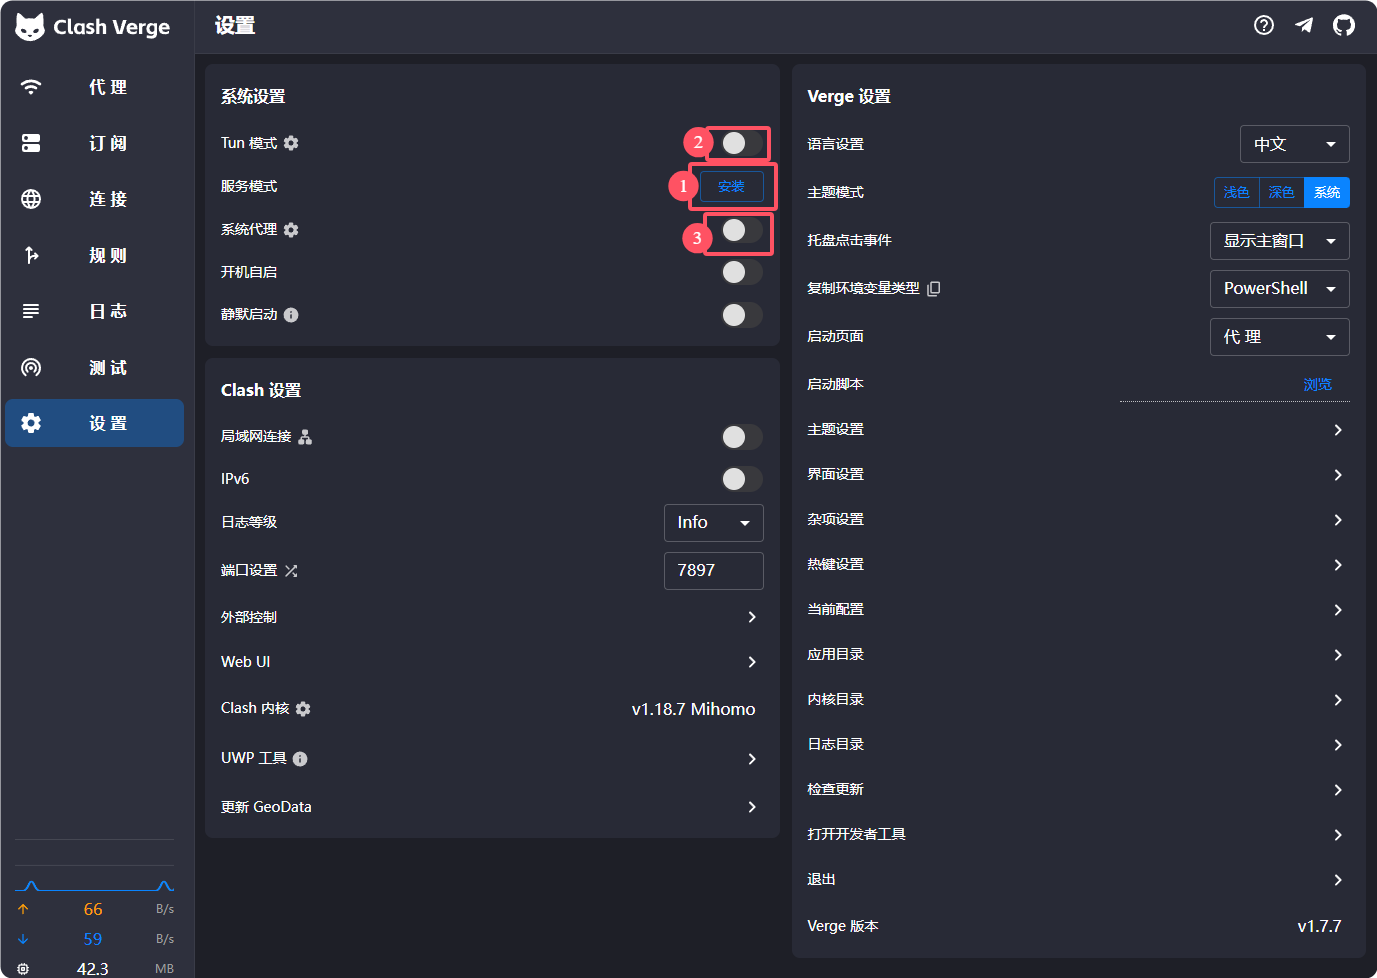 Clash Verge
设置
代 理
订 阅
连 接
规 则
日 志
测 试
设 置
66 B/s
59 B/s
42.3 MB
系统设置
Tun 模式
2
服务模式
1
安装
系统代理
3
开机自启
静默启动
Clash 设置
局域网连接
IPv6
日志等级 Info
端口设置 7897
外部控制
Web UI
Clash 内核 v1.18.7 Mihomo
UWP 工具
更新 GeoData
Verge 设置
语言设置 中文
主题模式 浅色 深色 系统
托盘点击事件 显示主窗口
复制环境变量类型 PowerShell
启动页面 代 理
启动脚本 浏览
主题设置
界面设置
杂项设置
热键设置
当前配置
应用目录
内核目录
日志目录
检查更新
打开开发者工具
退出
Verge 版本 v1.7.7